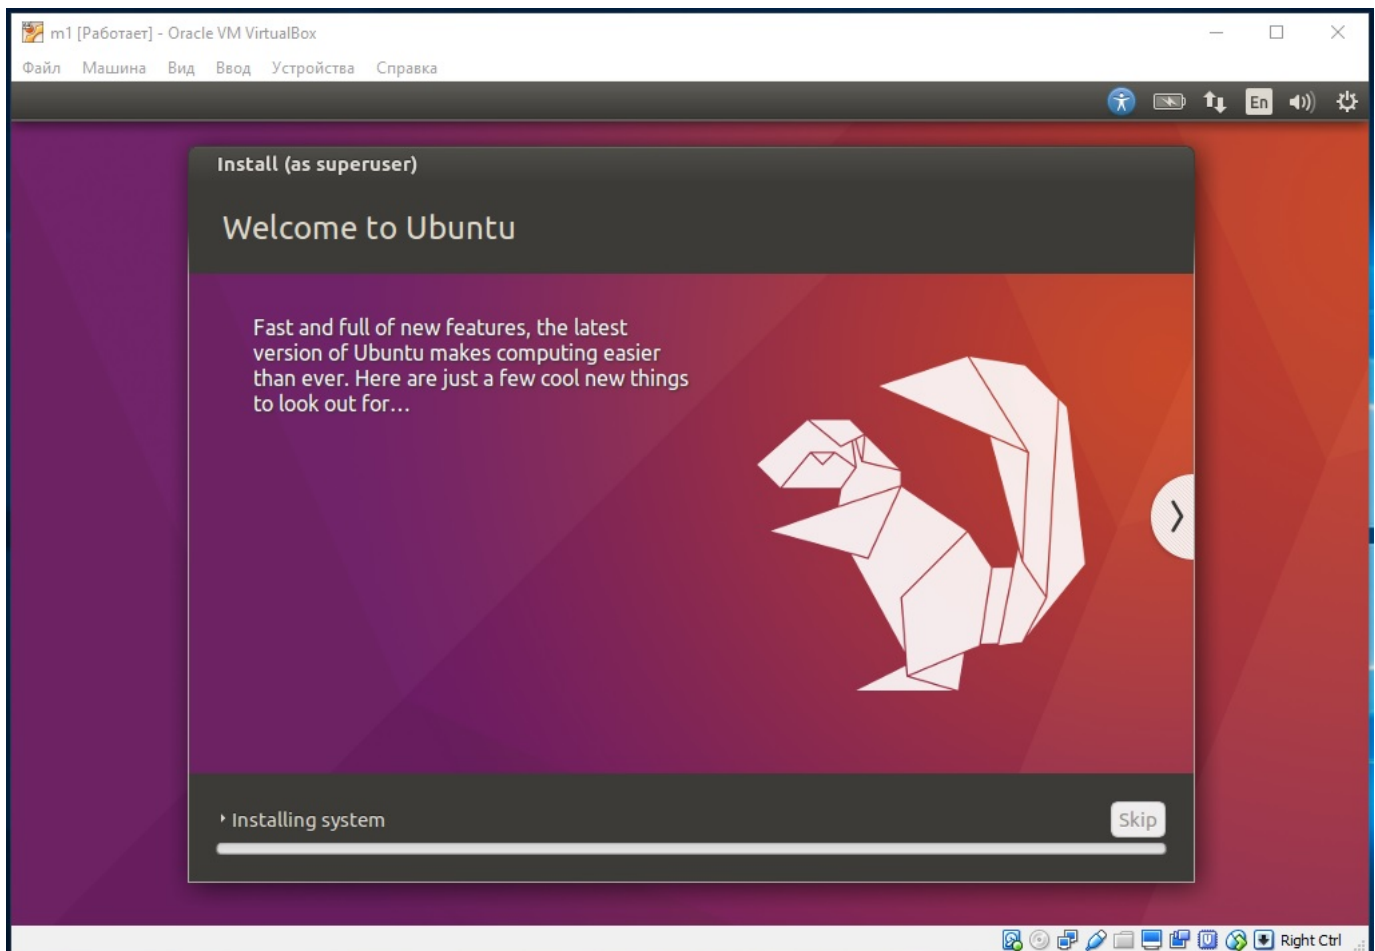 m1 [Работает] - Oracle VM VirtualBox
Файл Машина Вид Ввод Устройства Справка
En
Install (as superuser)
Welcome to Ubuntu
Fast and full of new features, the latest
version of Ubuntu makes computing easier
than ever. Here are just a few cool new things
to look out for…
Installing system
Skip
Right Ctrl